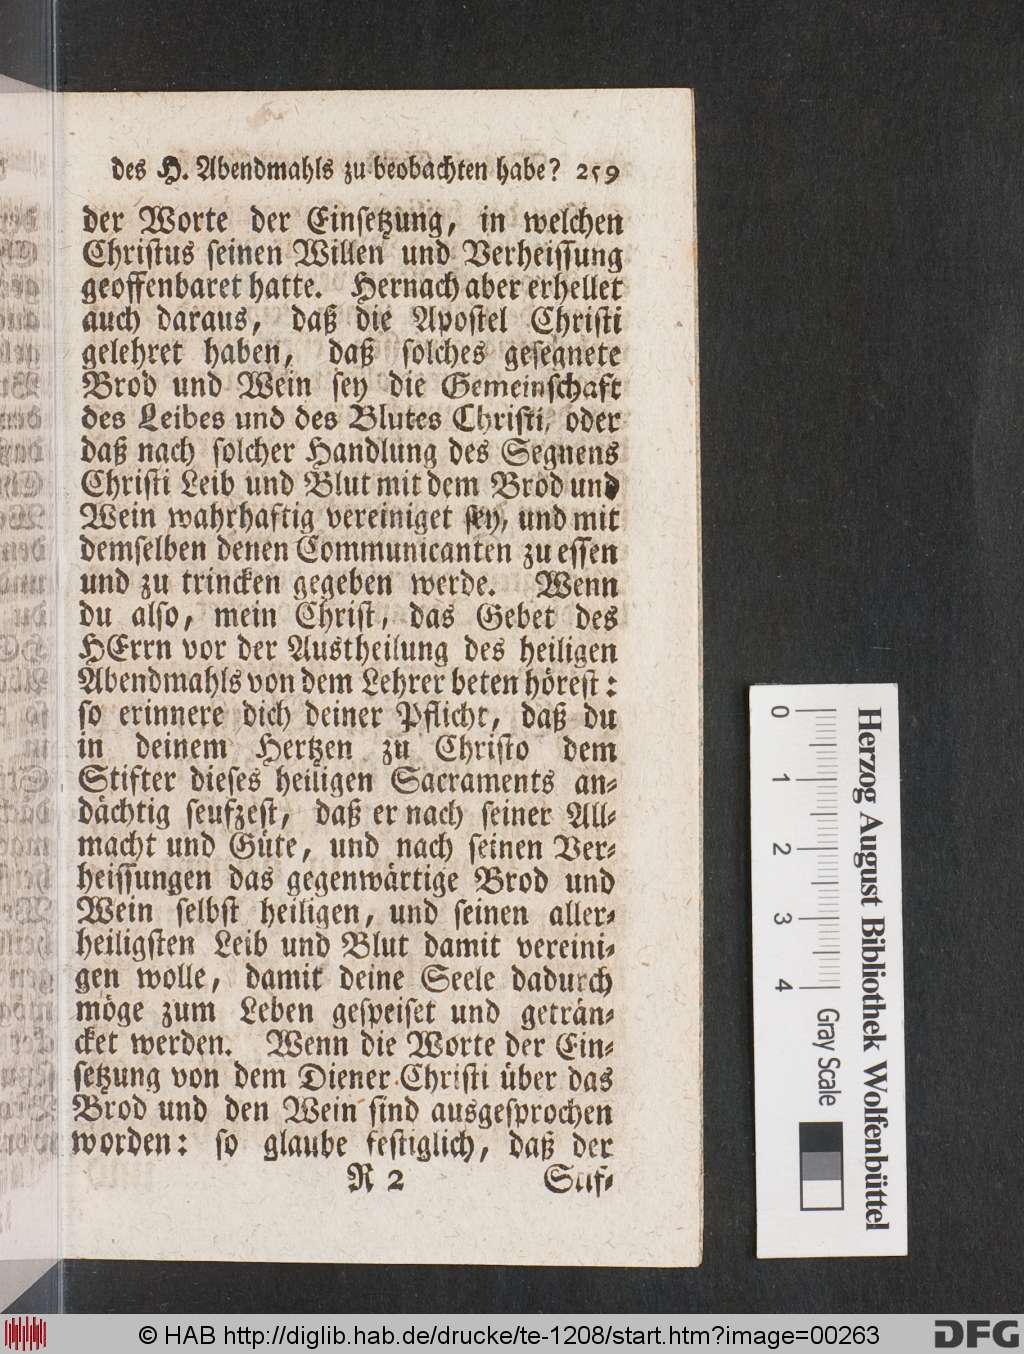 des H. Abendmahls zu beobachten habe? 259
der Worte der Einsetzung, in welchen
Christus seinen Willen und Verheissung
geoffenbaret hatte. Hernach aber erhellet
auch daraus, daß die Apostel Christi
gelehret haben, daß solches gesegnete
Brod und Wein sey die Gemeinschaft
des Leibes und des Blutes Christi, oder
daß nach solcher Handlung des Segnens
Christi Leib und Blut mit dem Brod und
Wein wahrhaftig vereiniget sey, und mit
demselben denen Communicanten zu essen
und zu trincken gegeben werde. Wenn
du also, mein Christ, das Gebet des
HErrn vor der Austheilung des heiligen
Abendmahls von dem Lehrer beten hörest:
so erinnere dich deiner Pflicht, daß du
in deinem Hertzen zu Christo dem
Stifter dieses heiligen Sacraments an-
dächtig seufzest, daß er nach seiner All-
macht und Güte, und nach seinen Ver-
heissungen das gegenwärtige Brod und
Wein selbst heiligen, und seinen aller-
heiligsten Leib und Blut damit vereini-
gen wolle, damit deine Seele dadurch
möge zum Leben gespeiset und geträn-
cket werden. Wenn die Worte der Ein-
setzung von dem Diener Christi über das
Brod und den Wein sind ausgesprochen
worden: so glaube festiglich, daß der
R 2 Stif-
0 1 2 3 4
Gray Scale
Herzog August Bibliothek Wolfenbüttel
© HAB http://diglib.hab.de/drucke/te-1208/start.htm?image=00263
DFG